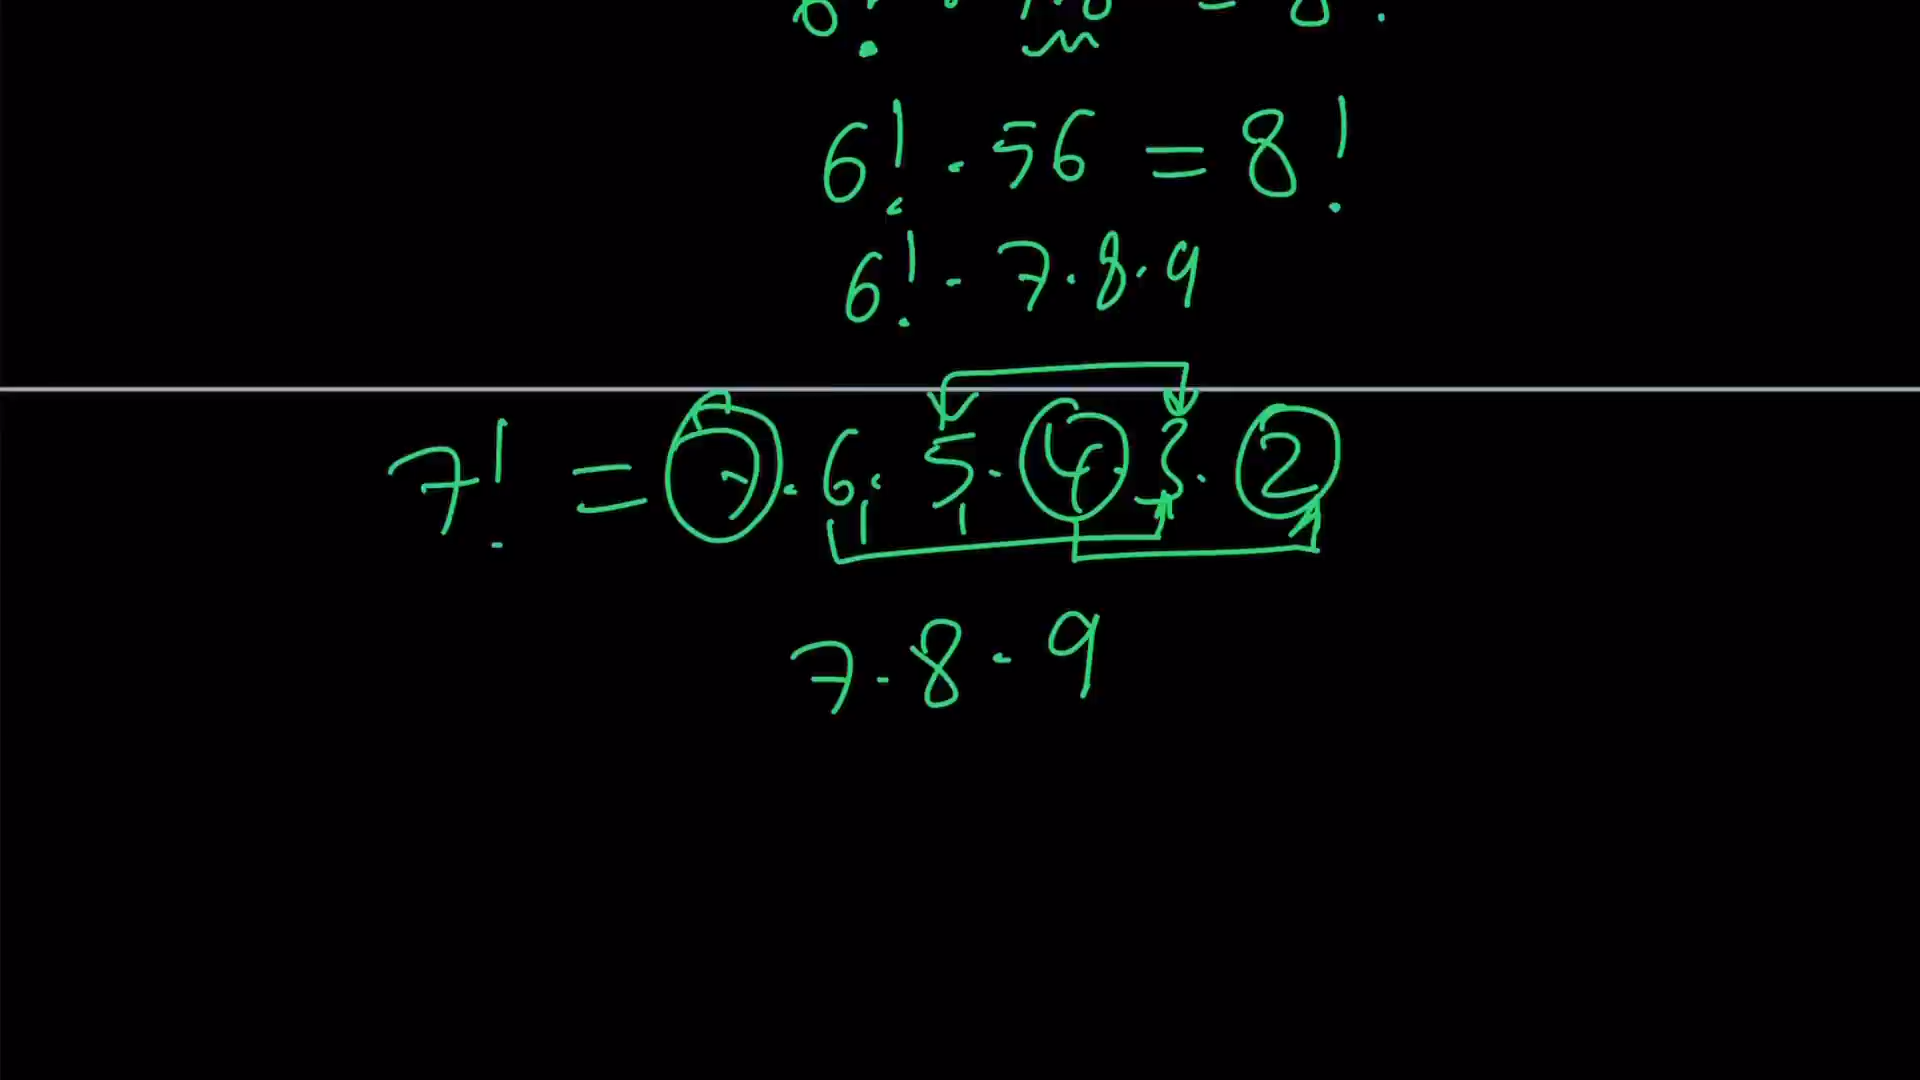 6! · 56 = 8!
6! · 7 · 8 · 9
7! = 7 · 6 · 5 · 4 · 3 · 2
7 · 8 · 9